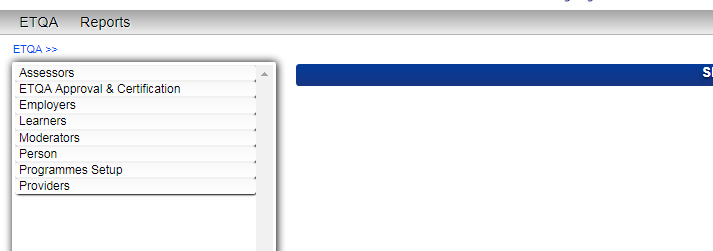 ETQA Reports
ETQA >>
Assessors
ETQA Approval & Certification
Employers
Learners
Moderators
Person
Programmes Setup
Providers